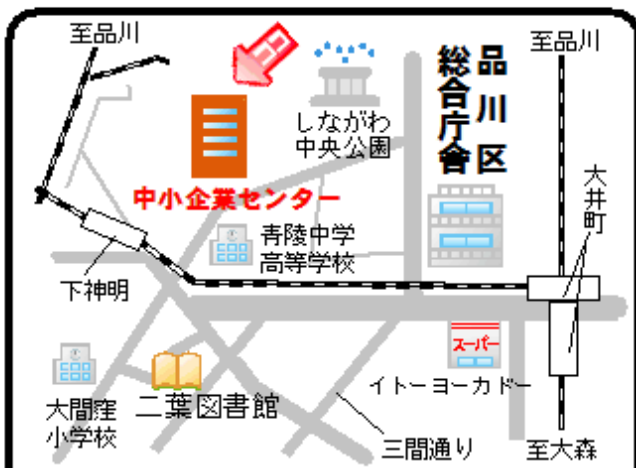 至品川
至品川
品川区
総合庁舎
しながわ
中央公園
大井町
中小企業センター
青陵中学
高等学校
下神明
スーパー
イトーヨーカドー
大間窪
小学校
二葉図書館
三間通り
至大森